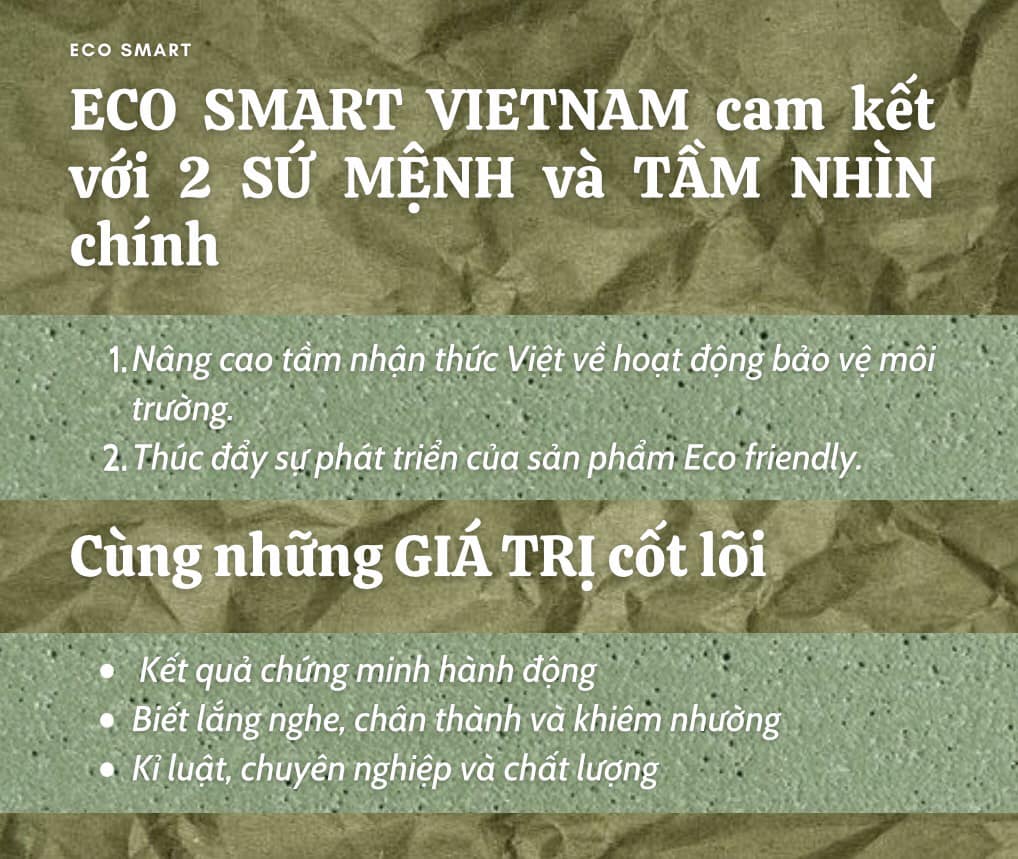 ECO SMART
ECO SMART VIETNAM cam kết
với 2 SỨ MỆNH và TẦM NHÌN
chính
1. Nâng cao tầm nhận thức Việt về hoạt động bảo vệ môi
trường.
2. Thúc đẩy sự phát triển của sản phẩm Eco friendly.
Cùng những GIÁ TRỊ cốt lõi
• Kết quả chứng minh hành động
• Biết lắng nghe, chân thành và khiêm nhường
• Kỉ luật, chuyên nghiệp và chất lượng